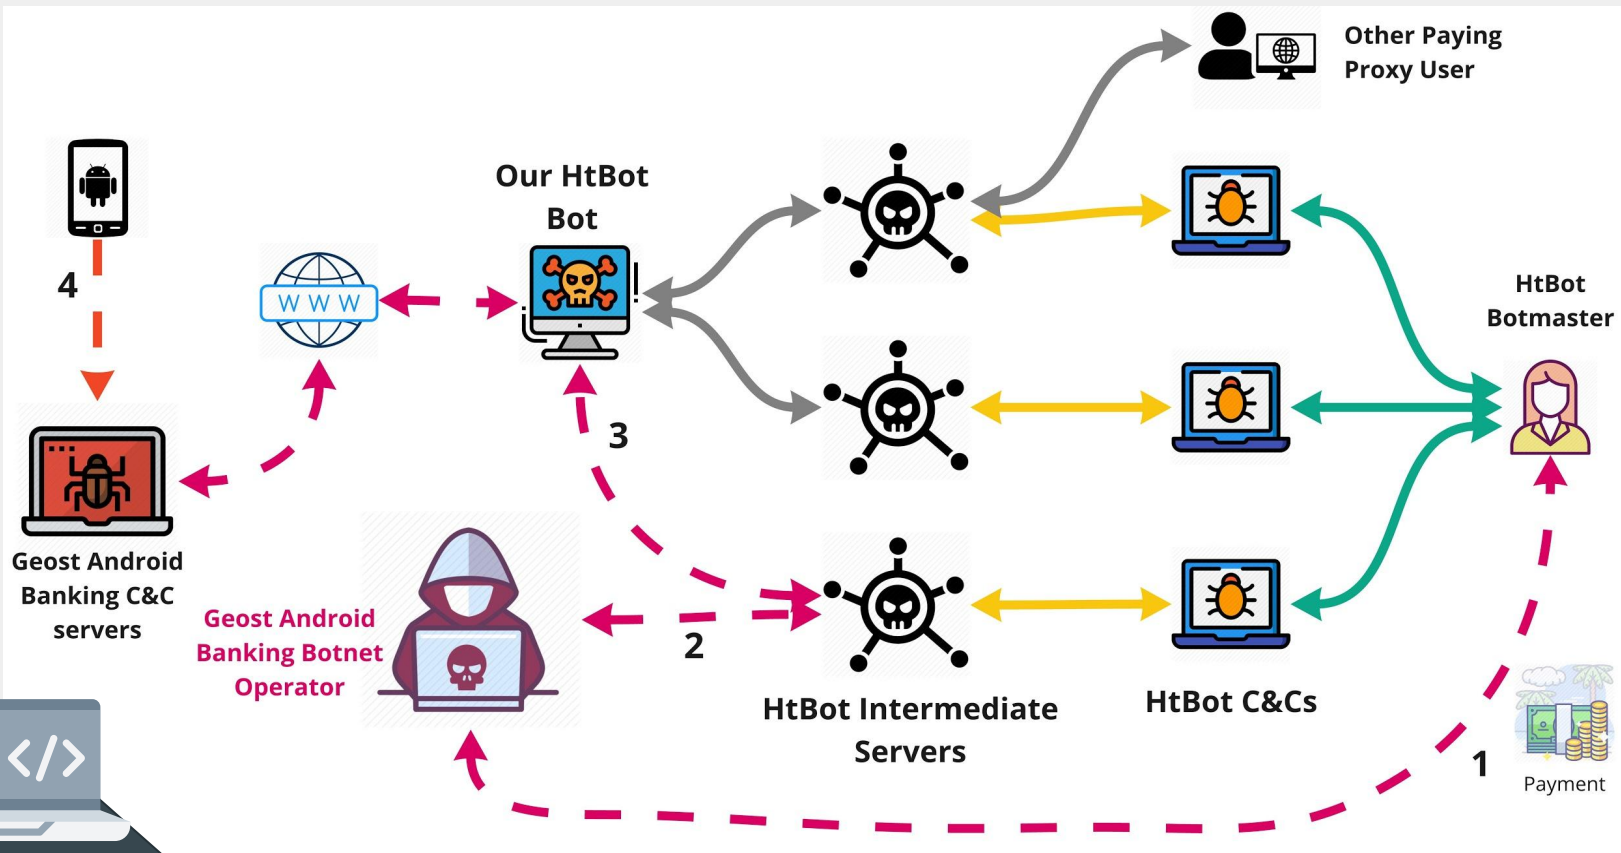 Other Paying
Proxy User
Our HtBot
Bot
4
W W W
HtBot
Botmaster
3
Geost Android
Banking C&C
servers
Geost Android
Banking Botnet
Operator
2
HtBot Intermediate
Servers
HtBot C&Cs
1
Payment
</>